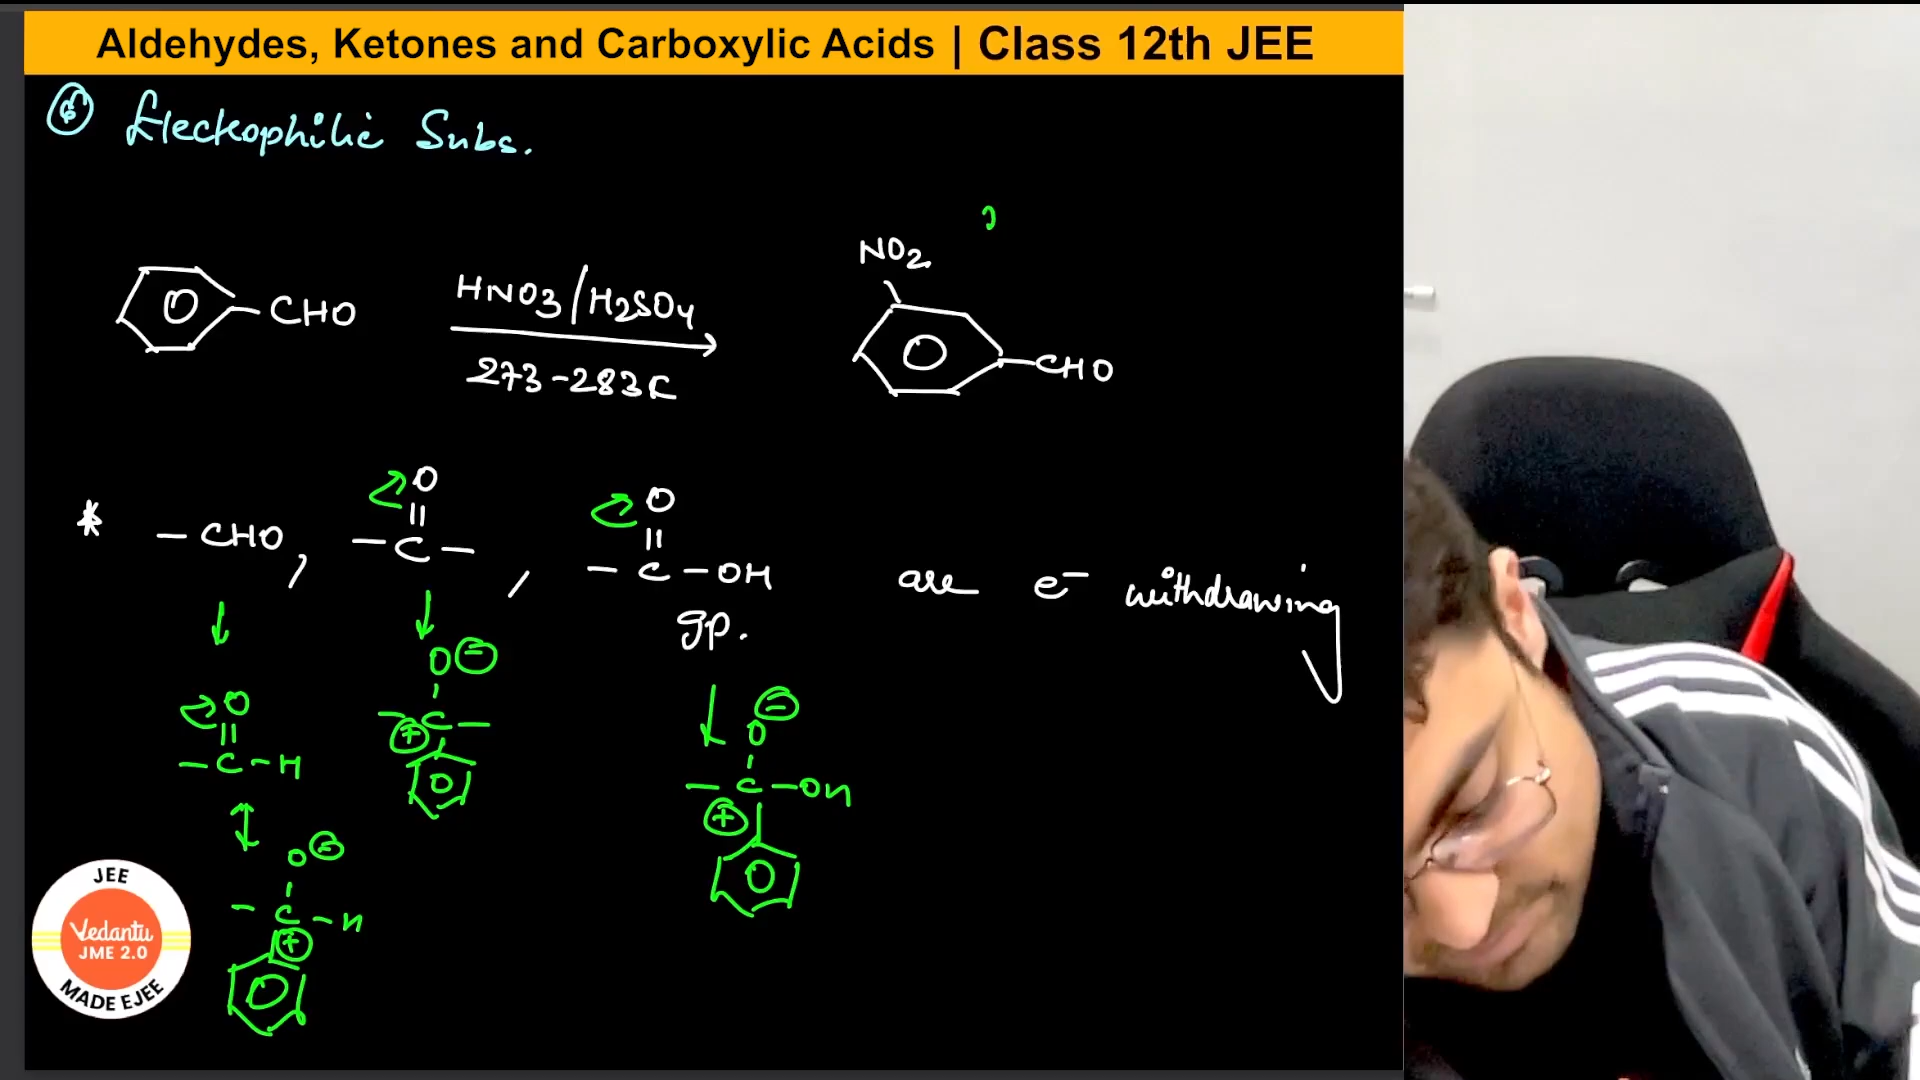 Aldehydes, Ketones and Carboxylic Acids | Class 12th JEE
⑥ Electrophilic Subs.
NO2
CHO
HNO3/H2SO4
273-283K
CHO
* -CHO, -C-, -C-OH are e⁻ withdrawing
O O
gp.
O⊖
-C-
⊕
O
-C-H
O⊖
-C-OH
⊕
O⊖
-C-H
⊕
JEE
Vedantu
JME 2.0
MADE EJEE